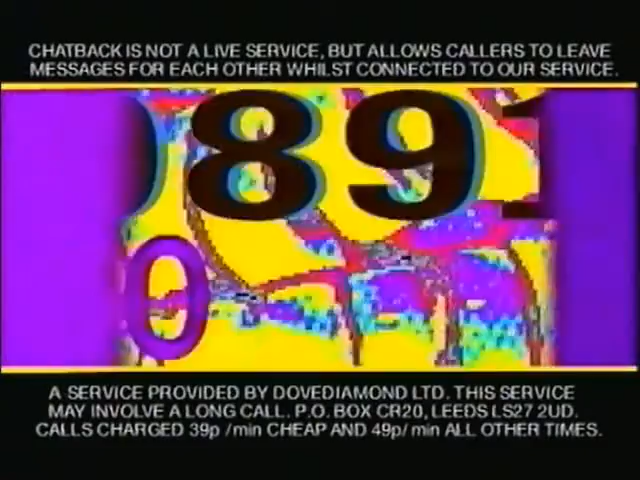 CHATBACK IS NOT A LIVE SERVICE, BUT ALLOWS CALLERS TO LEAVE
MESSAGES FOR EACH OTHER WHILST CONNECTED TO OUR SERVICE.
0891
0
A SERVICE PROVIDED BY DOVEDIAMOND LTD. THIS SERVICE
MAY INVOLVE A LONG CALL. P.O. BOX CR20, LEEDS LS27 2UD.
CALLS CHARGED 39p /min CHEAP AND 49p/ min ALL OTHER TIMES.